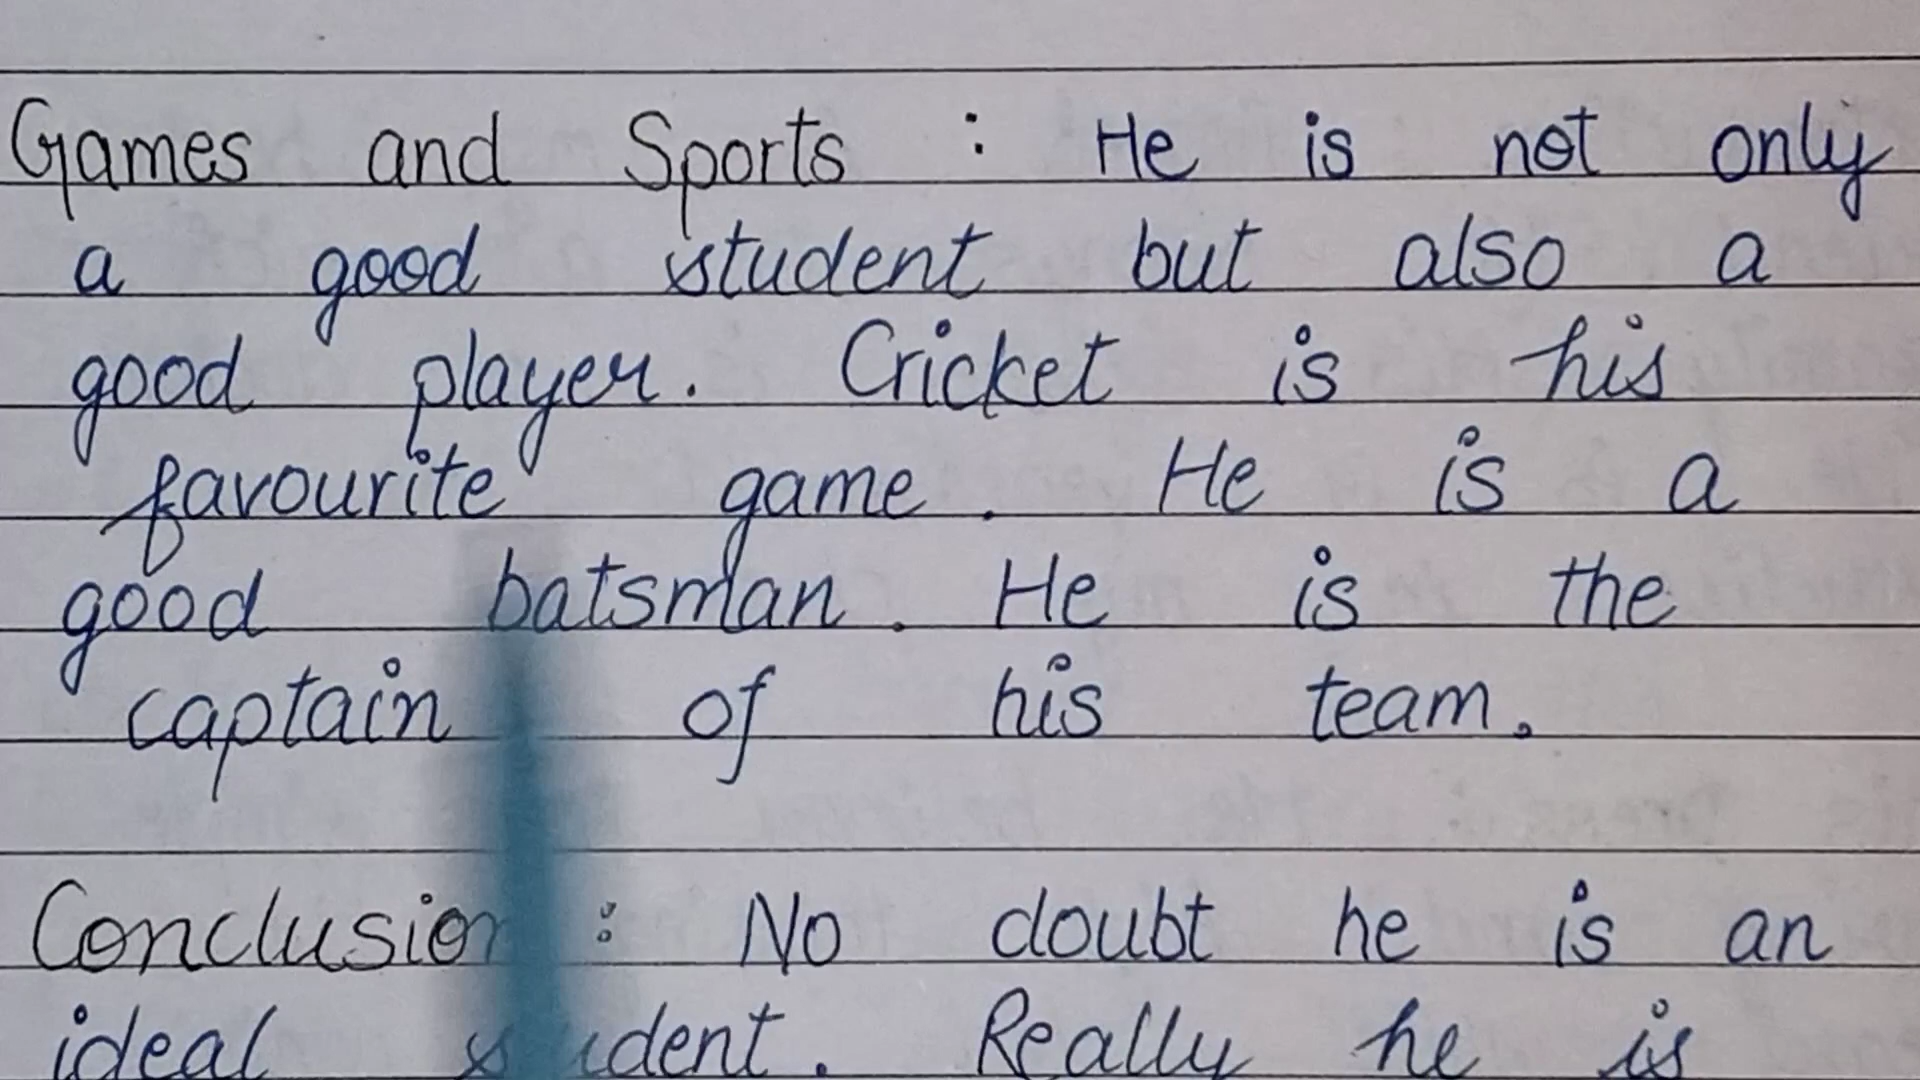 Games and Sports : He is not only
a good student but also a
good player. Cricket is his
favourite game. He is a
good batsman. He is the
captain of his team.
Conclusion : No doubt he is an
ideal student. Really he is